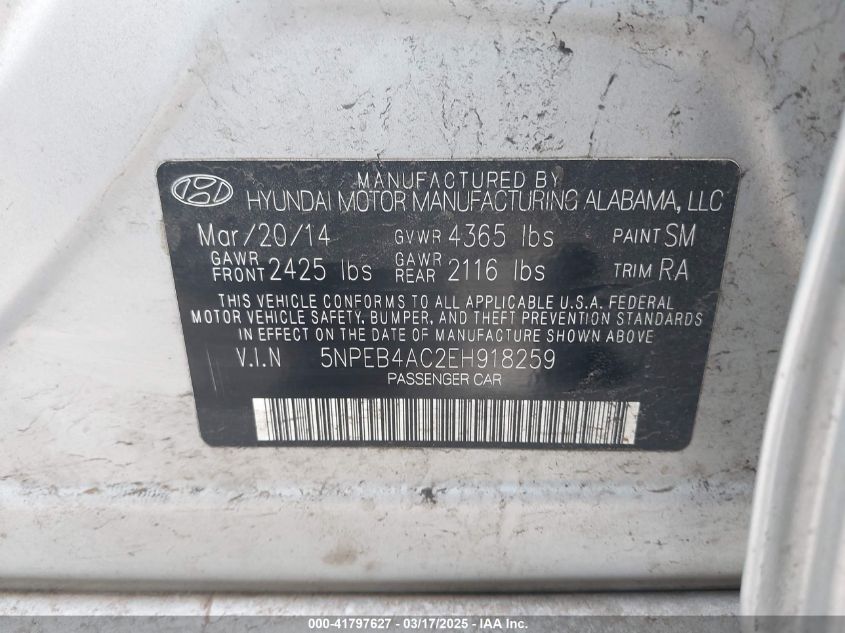 MANUFACTURED BY
HYUNDAI MOTOR MANUFACTURING ALABAMA, LLC
Mar/20/14 GVWR 4365 lbs PAINT SM
GAWR FRONT 2425 lbs GAWR REAR 2116 lbs TRIM RA
THIS VEHICLE CONFORMS TO ALL APPLICABLE U.S.A. FEDERAL
MOTOR VEHICLE SAFETY, BUMPER, AND THEFT PREVENTION STANDARDS
IN EFFECT ON THE DATE OF MANUFACTURE SHOWN ABOVE
V.I.N 5NPEB4AC2EH918259
PASSENGER CAR
000-41797627 - 03/17/2025 - IAAI.COM